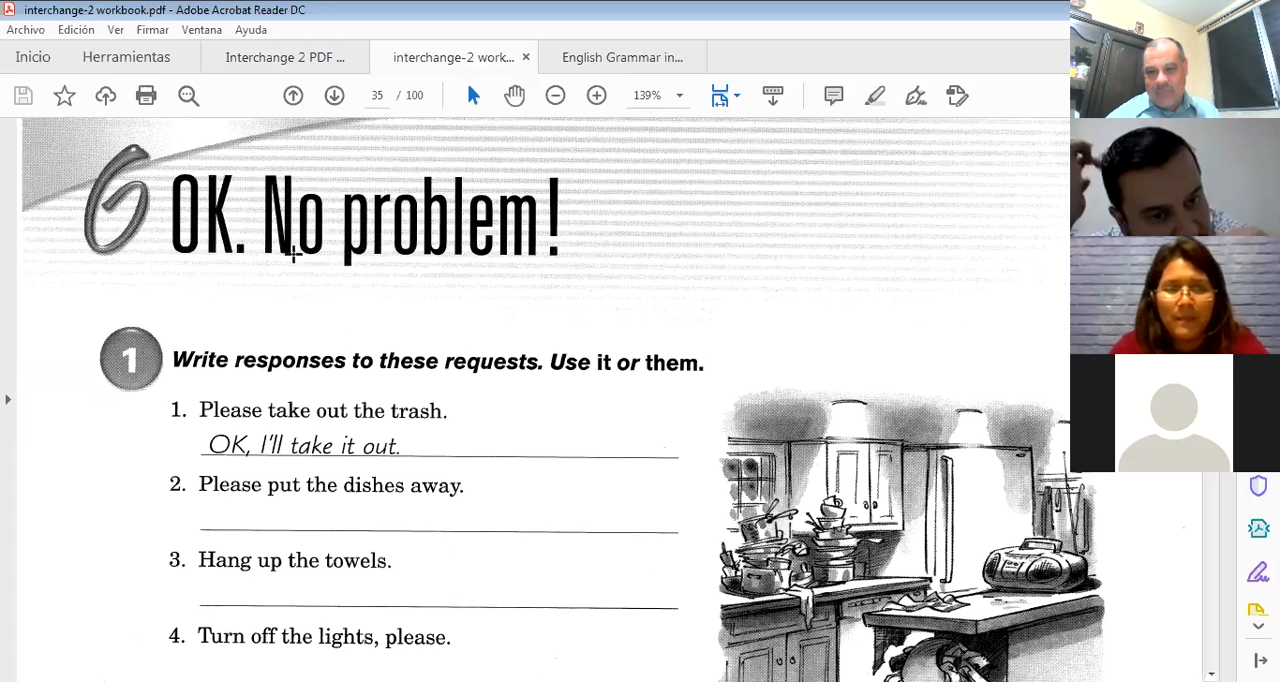 interchange-2 workbook.pdf - Adobe Acrobat Reader DC
Archivo Edición Ver Firmar Ventana Ayuda
Inicio Herramientas Interchange 2 PDF ... interchange-2 work... × English Grammar in...
35 / 100 139%
6 OK. No problem!
1 Write responses to these requests. Use it or them.
1. Please take out the trash.
OK, I'll take it out.
2. Please put the dishes away.
3. Hang up the towels.
4. Turn off the lights, please.